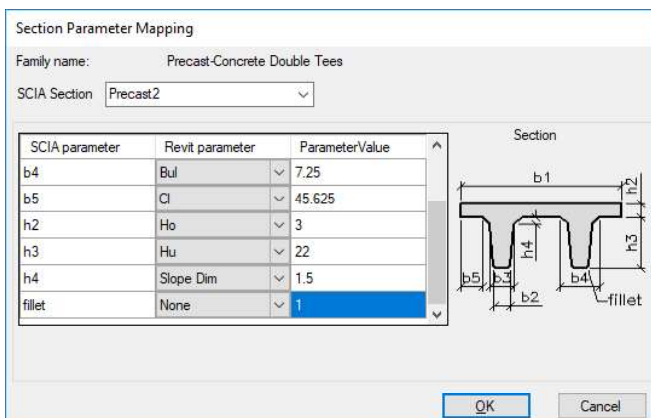 Section Parameter Mapping
Family name: Precast-Concrete Double Tees
SCIA Section Precast2
SCIA parameter Revit parameter ParameterValue
b4 Bul 7.25
b5 Cl 45.625
h2 Ho 3
h3 Hu 22
h4 Slope Dim 1.5
fillet None 1
Section
b1
h2
h4
h3
b5 b3 b4
b2
fillet
OK Cancel